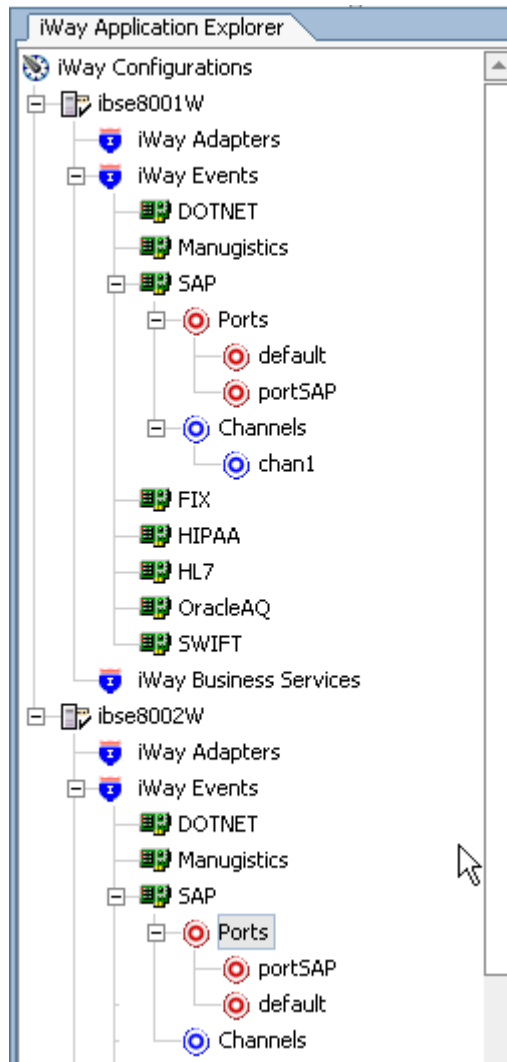 iWay Application Explorer
iWay Configurations
ibse8001W
iWay Adapters
iWay Events
DOTNET
Manugistics
SAP
Ports
default
portSAP
Channels
chan1
FIX
HIPAA
HL7
OracleAQ
SWIFT
iWay Business Services
ibse8002W
iWay Adapters
iWay Events
DOTNET
Manugistics
SAP
Ports
portSAP
default
Channels